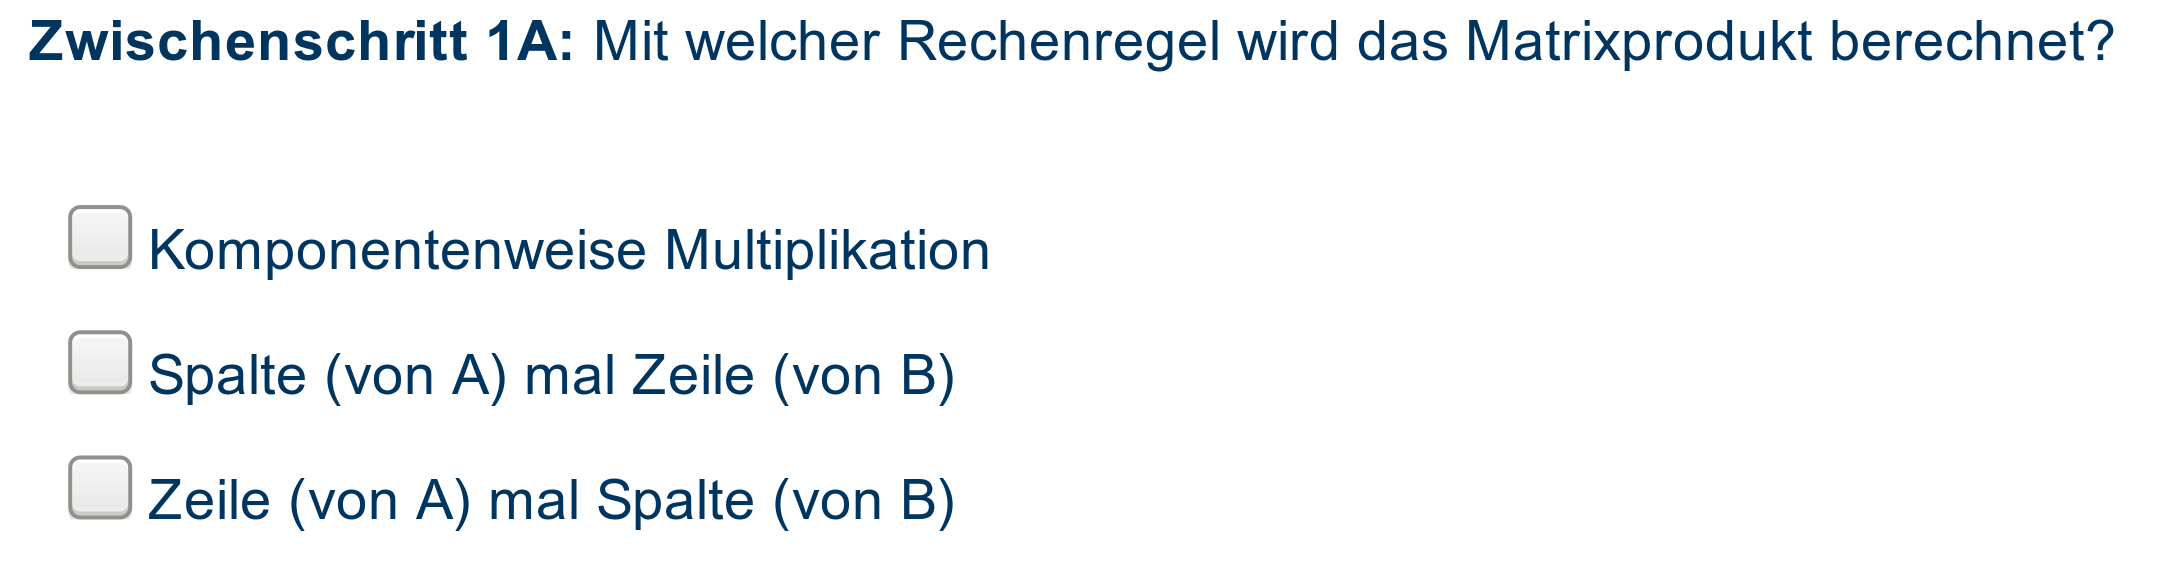 Zwischenschritt 1A: Mit welcher Rechenregel wird das Matrixprodukt berechnet?
Komponentenweise Multiplikation
Spalte (von A) mal Zeile (von B)
Zeile (von A) mal Spalte (von B)